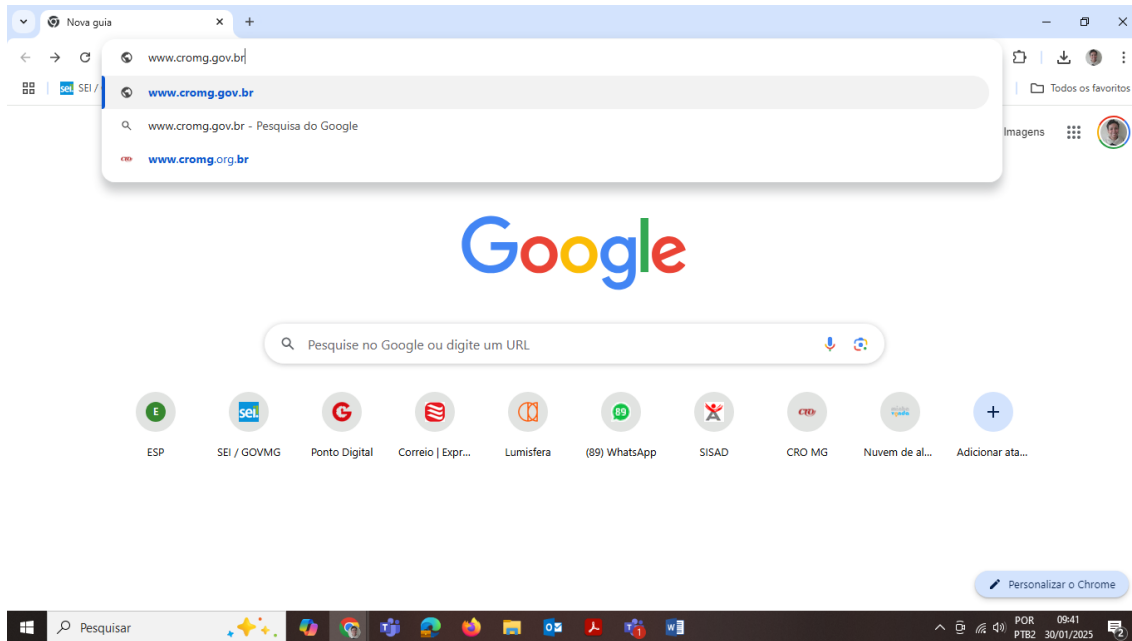 Nova guia
www.cromg.gov.br
SEI /
Todos os favoritos
www.cromg.gov.br
www.cromg.gov.br - Pesquisa do Google
www.cromg.org.br
Imagens
Google
Pesquise no Google ou digite um URL
E
sei!
G
89
CRO
ESP
SEI / GOVMG
Ponto Digital
Correio | Expr...
Lumisfera
(89) WhatsApp
SISAD
CRO MG
Nuvem de al...
Adicionar ata...
Personalizar o Chrome
Pesquisar
POR
PTB2
09:41
30/01/2025